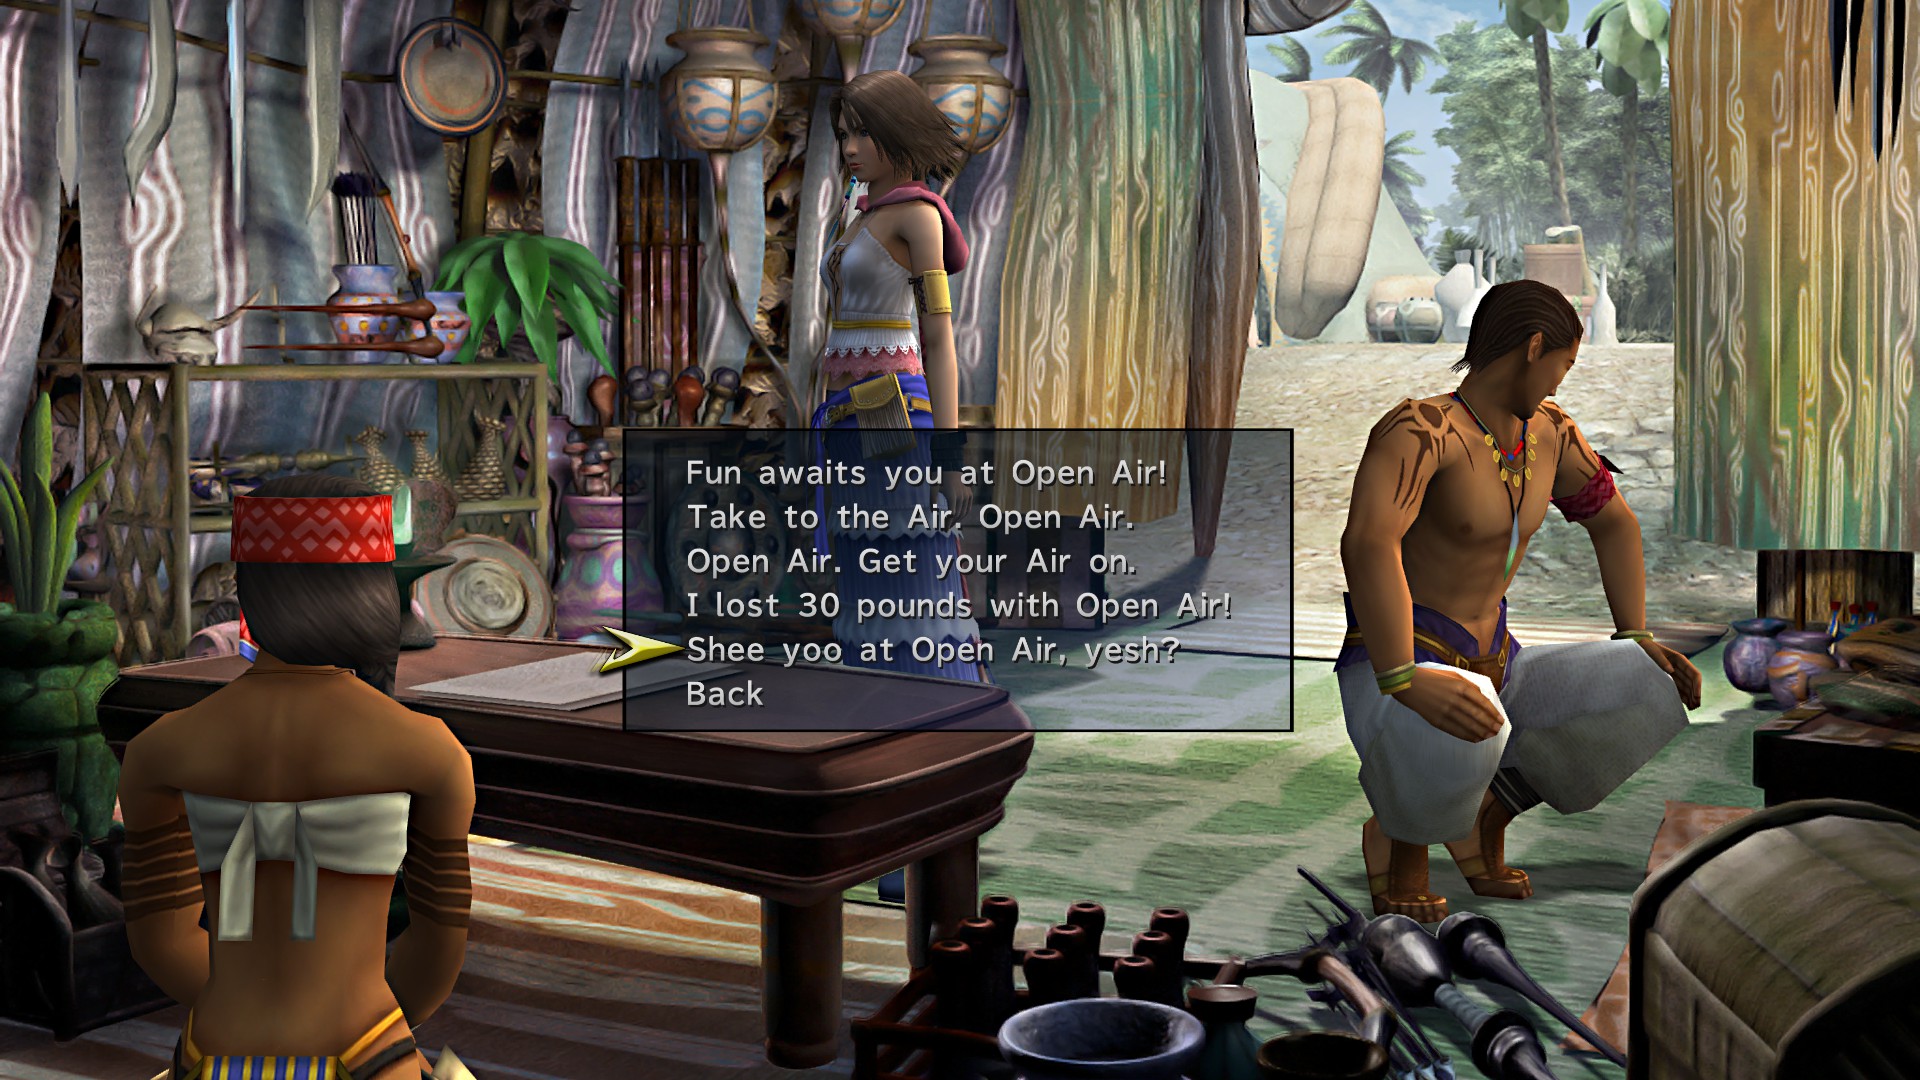 Fun awaits you at Open Air!
Take to the Air. Open Air.
Open Air. Get your Air on.
I lost 30 pounds with Open Air!
Shee yoo at Open Air, yesh?
Back